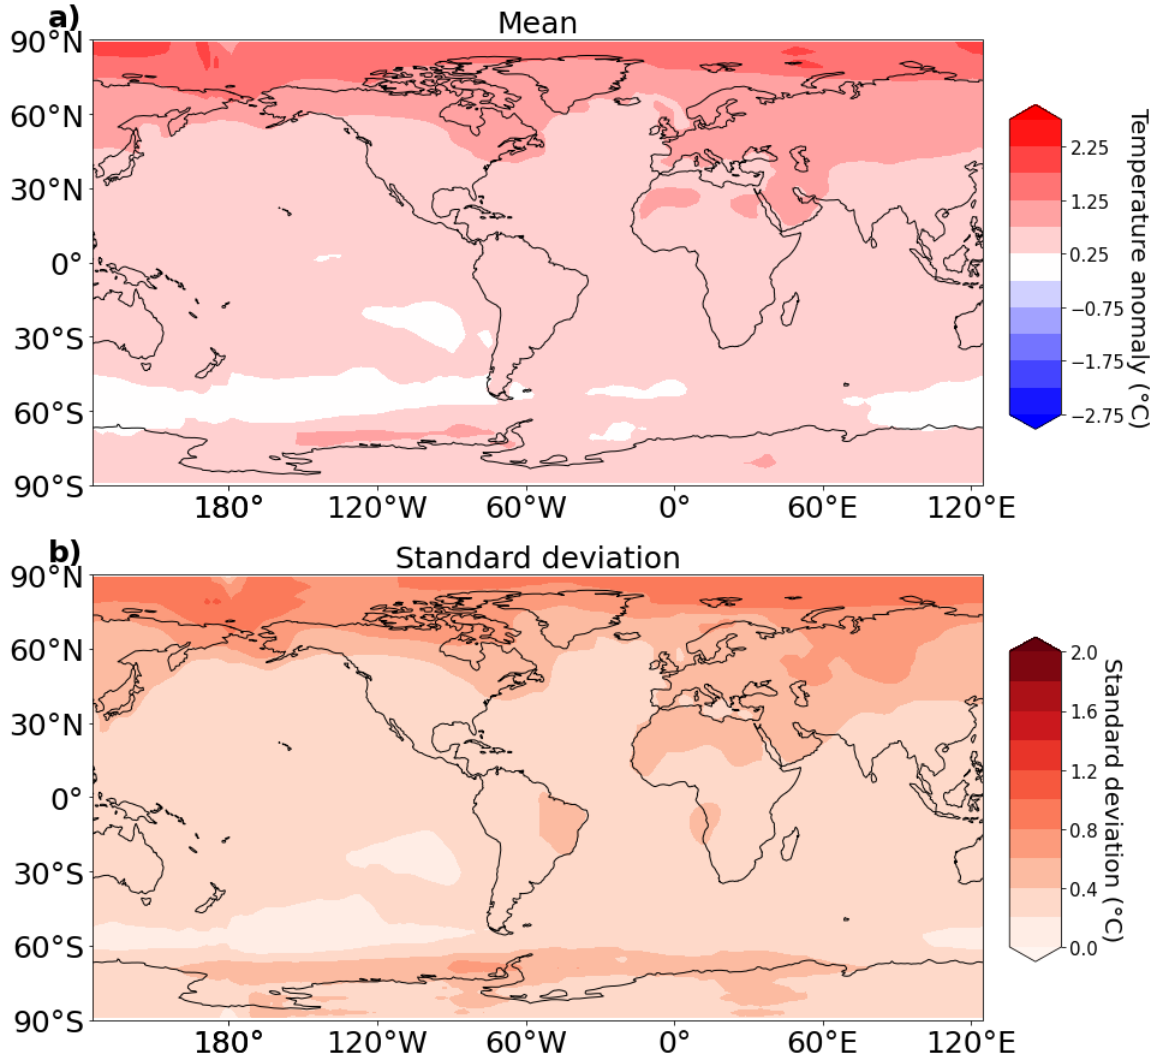 a)
Mean
90°N
60°N
30°N
0°
30°S
60°S
90°S
180°
120°W
60°W
0°
60°E
120°E
2.25
1.25
0.25
−0.75
−1.75
−2.75
Temperature anomaly (°C)
b)
Standard deviation
90°N
60°N
30°N
0°
30°S
60°S
90°S
180°
120°W
60°W
0°
60°E
120°E
2.0
1.6
1.2
0.8
0.4
0.0
Standard deviation (°C)